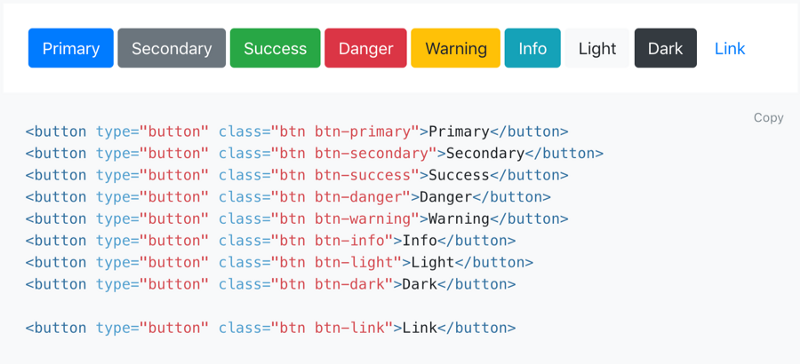 Primary Secondary Success Danger Warning Info Light Dark Link
Copy
<button type="button" class="btn btn-primary">Primary</button>
<button type="button" class="btn btn-secondary">Secondary</button>
<button type="button" class="btn btn-success">Success</button>
<button type="button" class="btn btn-danger">Danger</button>
<button type="button" class="btn btn-warning">Warning</button>
<button type="button" class="btn btn-info">Info</button>
<button type="button" class="btn btn-light">Light</button>
<button type="button" class="btn btn-dark">Dark</button>
<button type="button" class="btn btn-link">Link</button>